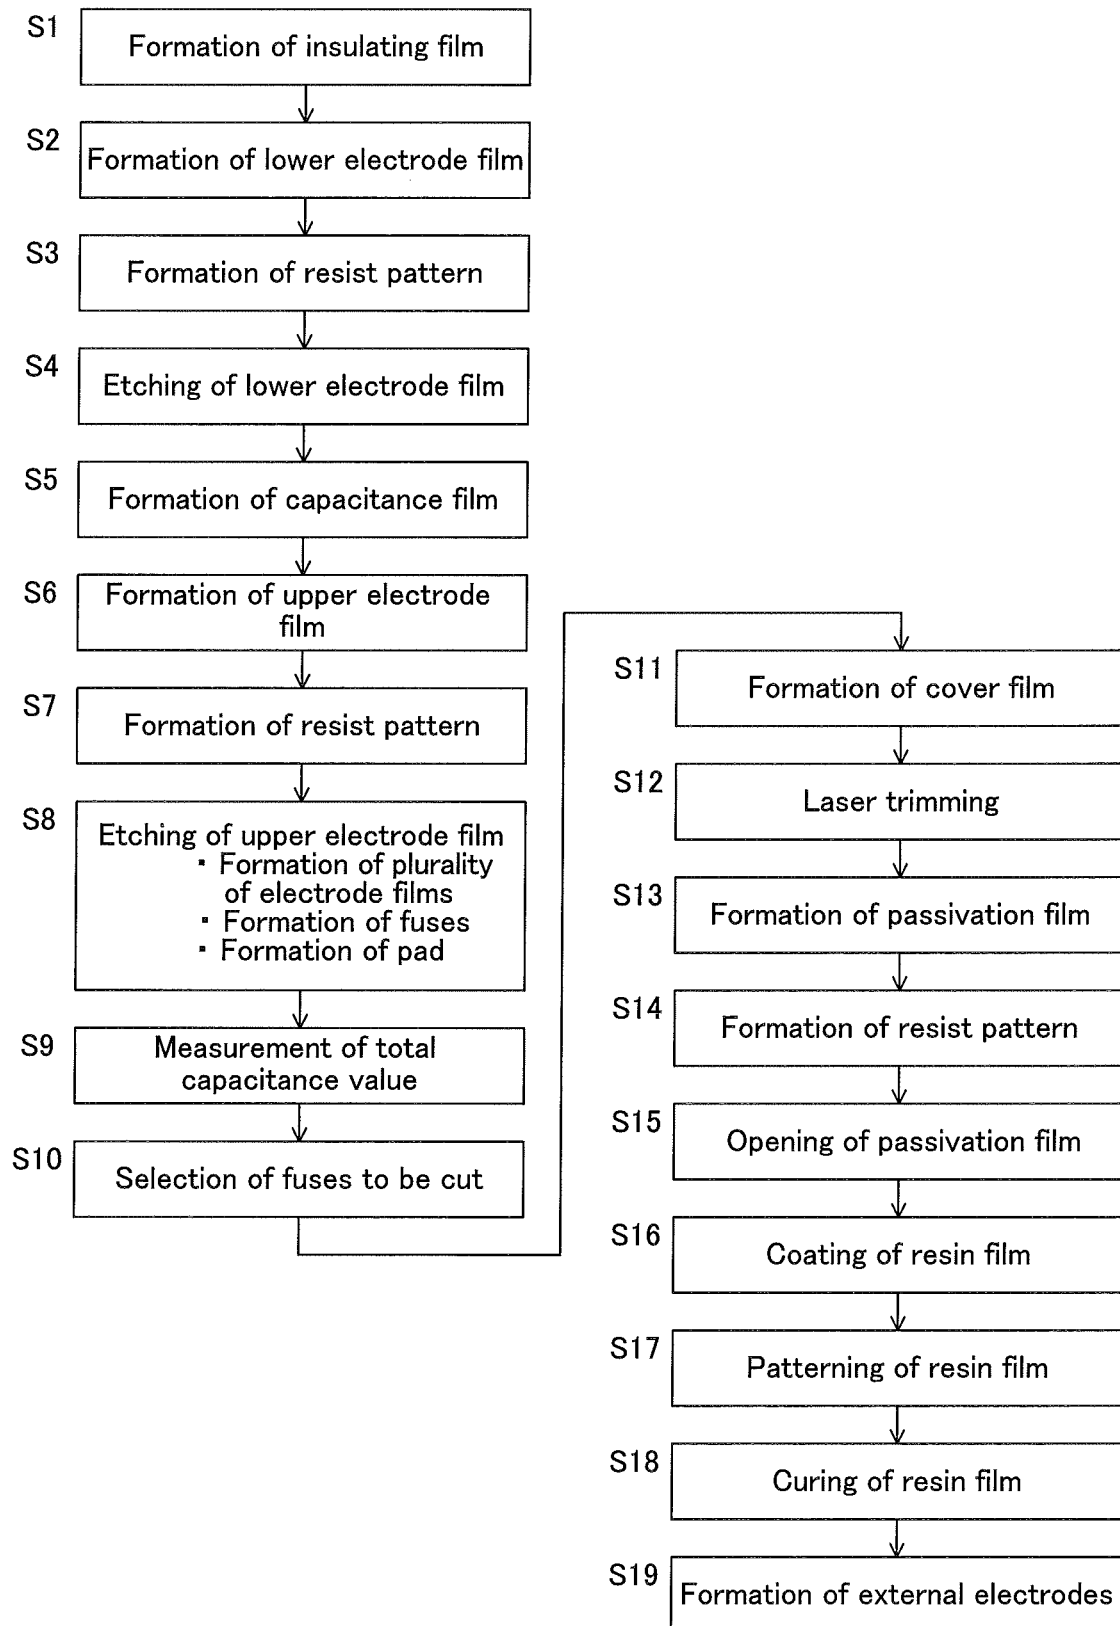 S1
Formation of insulating film
S2
Formation of lower electrode film
S3
Formation of resist pattern
S4
Etching of lower electrode film
S5
Formation of capacitance film
S6
Formation of upper electrode
film
S7
Formation of resist pattern
S8
Etching of upper electrode film
・Formation of plurality
of electrode films
・Formation of fuses
・Formation of pad
S9
Measurement of total
capacitance value
S10
Selection of fuses to be cut
S11
Formation of cover film
S12
Laser trimming
S13
Formation of passivation film
S14
Formation of resist pattern
S15
Opening of passivation film
S16
Coating of resin film
S17
Patterning of resin film
S18
Curing of resin film
S19
Formation of external electrodes